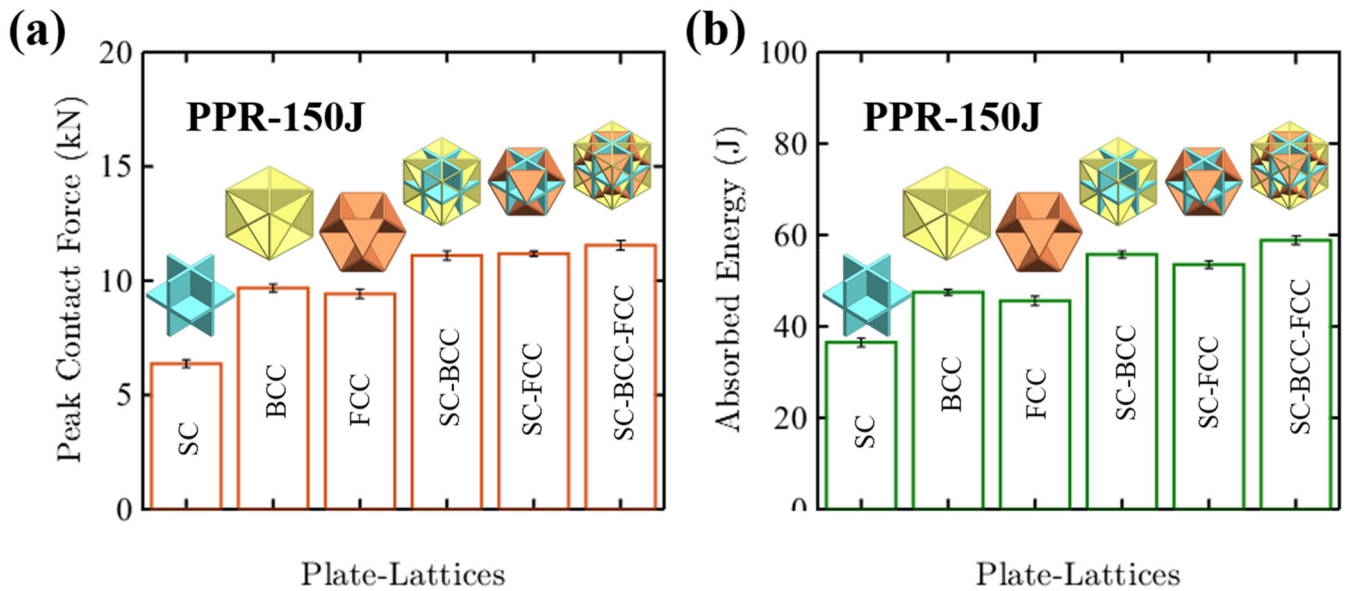 (a)
20
15
10
5
0
Peak Contact Force (kN)
PPR-150J
SC
BCC
FCC
SC-BCC
SC-FCC
SC-BCC-FCC
Plate-Lattices
(b)
100
80
60
40
20
0
Absorbed Energy (J)
PPR-150J
SC
BCC
FCC
SC-BCC
SC-FCC
SC-BCC-FCC
Plate-Lattices